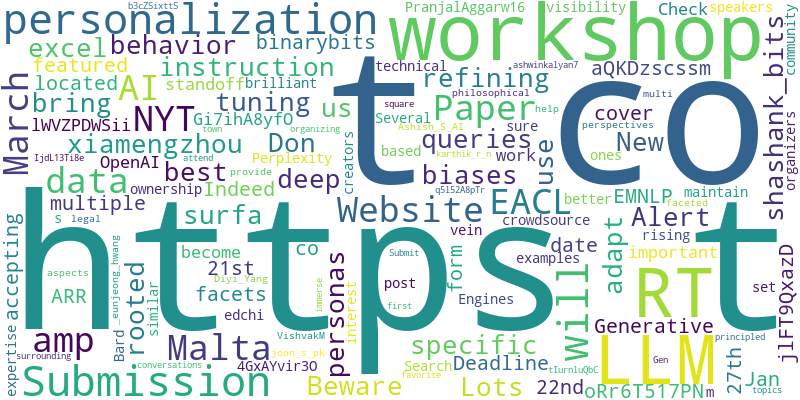 b3cZSixttS
PranjalAggarw16
visibility
Check
speakers
personalization
workshop
community
excel
behavior
binarybits
technical
ashwinkalyan7
featured
instruction
located
AI
standoff
brilliant
philosophical
refining
aQKDzscssm
March
bring
tuning
us
square
help
multi
shashank_bits
NYT
Gi7ihA8yfO
Several
Paper
cover
perspectives
lWVZPDWSii
town
organizing
creators
Ashish_S_AI
sure
New
xiamengzhou
Don
based
queries
work
ones
OpenAI
Perplexity
karthik_r_n
use
organizers
data
best
deep
biases
better
EMNLP
maintain
IjdL13Ti8e
attend
provide
ownership
Indeed
q5152A8pTr
multiple
Website
EACL
Alert
rising
surfa
crowdsource
faceted
s
legal
t
co
https
t
accepting
rooted
co
vein
form
date
adapt
important
become
21st
examples
ARR
similar
facets
post
Engines
will
RT
set
j1FT9QxazD
aspects
eunjeong_hwang
Diyi_Yang
Submit
edchi
personas
interest
specific
Generative
amp
Bard
immerse
first
VishvakM
4GxAYvir3O
Deadline
27th
principled
expertise
Malta
joon_s_pk
Search
tIurnluQbC
LLM
Gen
Jan
surrounding
Submission
conversations
Beware
favorite
Lots
22nd
oRr6T517PN
m
topics